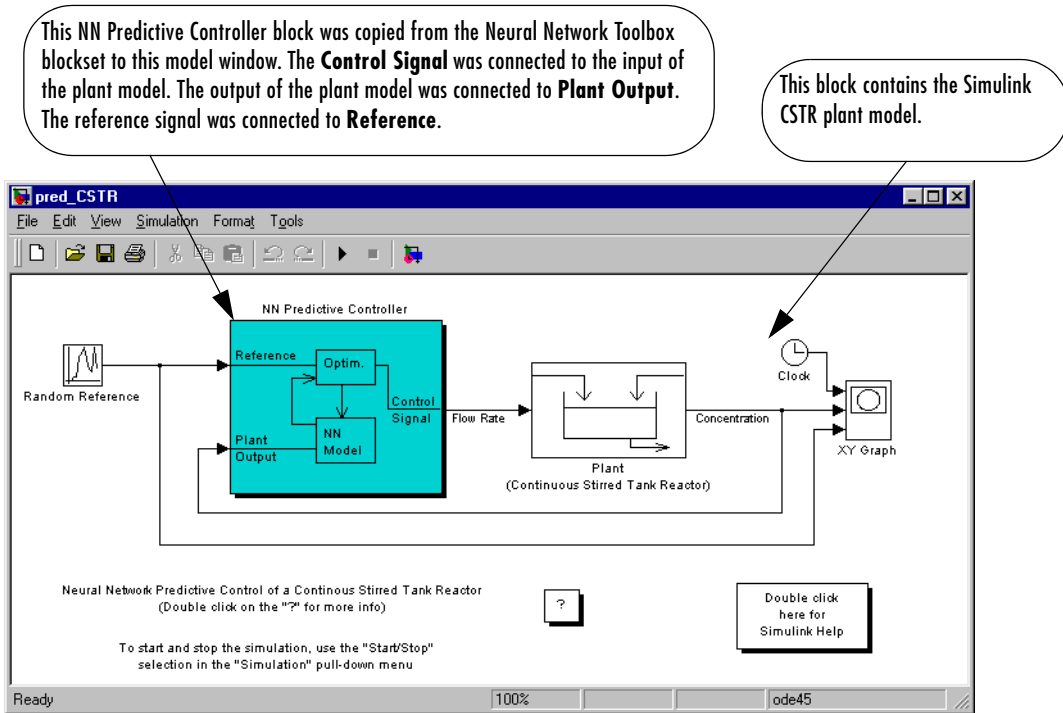 This NN Predictive Controller block was copied from the Neural Network Toolbox
blockset to this model window. The Control Signal was connected to the input of
the plant model. The output of the plant model was connected to Plant Output.
The reference signal was connected to Reference.
This block contains the Simulink
CSTR plant model.
pred_CSTR
File Edit View Simulation Format Tools
NN Predictive Controller
Random Reference
Reference
Optim.
Control
Signal
Plant
Output
NN
Model
Flow Rate
Plant
(Continuous Stirred Tank Reactor)
Concentration
Clock
XY Graph
Neural Network Predictive Control of a Continous Stirred Tank Reactor
(Double click on the "?" for more info)
?
Double click
here for
Simulink Help
To start and stop the simulation, use the "Start/Stop"
selection in the "Simulation" pull-down menu
Ready 100% ode45